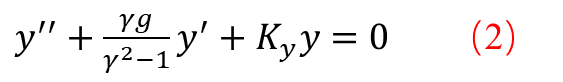 y′′ + γg/(γ²−1) y′ + K_y y = 0 (2)